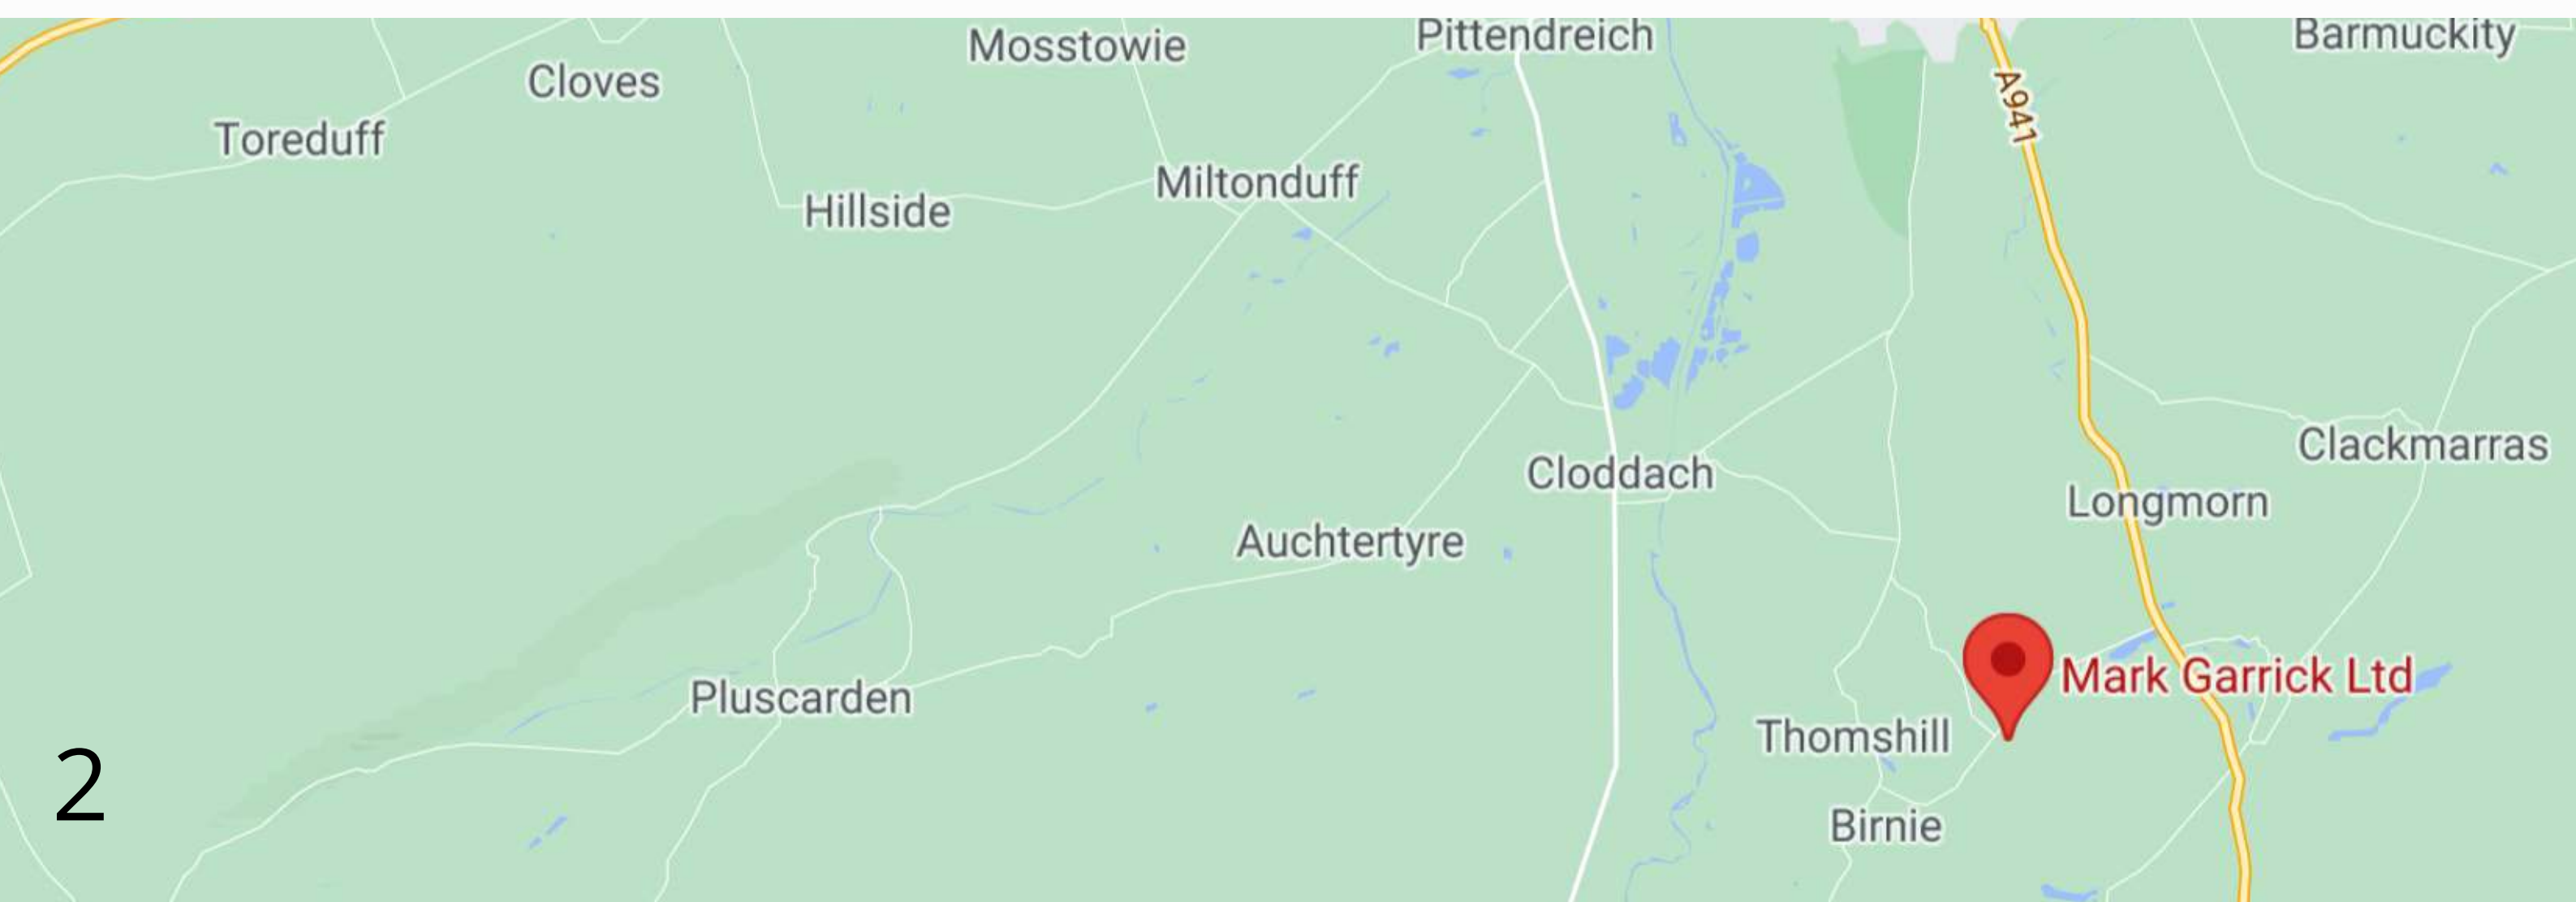 Pittendreich
Barmuckity
Mosstowie
Cloves
A941
Toreduff
Miltonduff
Hillside
Clackmarras
Cloddach
Longmorn
Auchtertyre
Mark Garrick Ltd
Pluscarden
Thomshill
2
Birnie